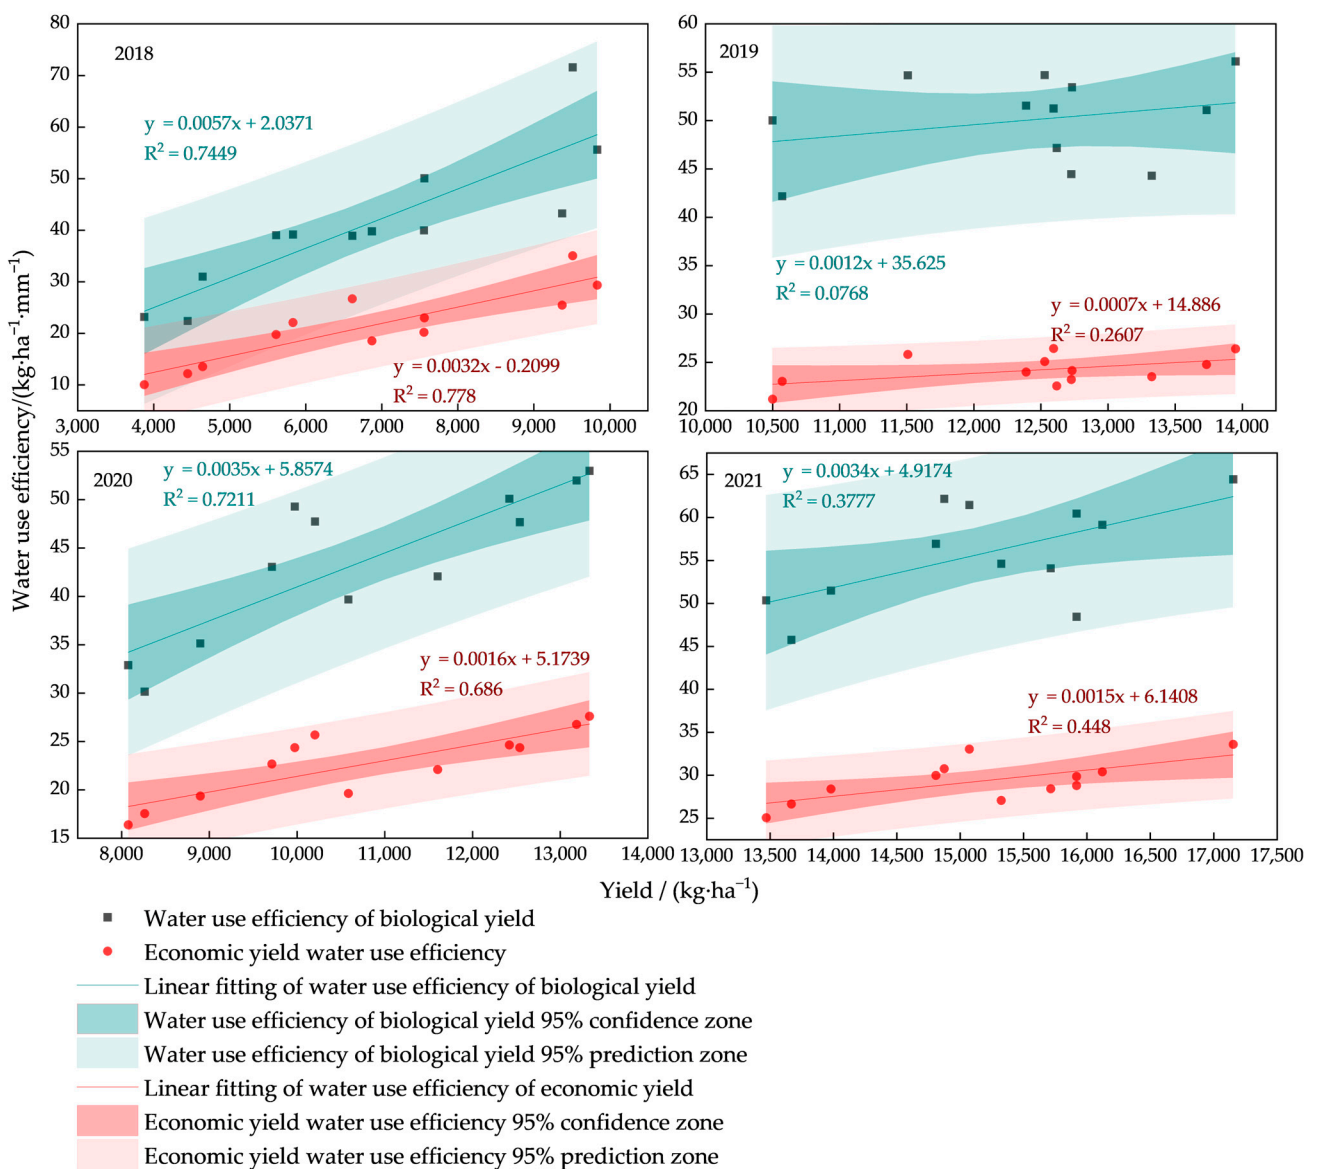 Water use efficiency/(kg·ha⁻¹·mm⁻¹)
2018
y = 0.0057x + 2.0371
R² = 0.7449
y = 0.0032x - 0.2099
R² = 0.778
80
70
60
50
40
30
20
10
3,000 4,000 5,000 6,000 7,000 8,000 9,000 10,000
2019
y = 0.0012x + 35.625
R² = 0.0768
y = 0.0007x + 14.886
R² = 0.2607
60
55
50
45
40
35
30
25
20
10,000 10,500 11,000 11,500 12,000 12,500 13,000 13,500 14,000
2020
y = 0.0035x + 5.8574
R² = 0.7211
y = 0.0016x + 5.1739
R² = 0.686
55
50
45
40
35
30
25
20
15
8,000 9,000 10,000 11,000 12,000 13,000 14,000
2021
y = 0.0034x + 4.9174
R² = 0.3777
y = 0.0015x + 6.1408
R² = 0.448
65
60
55
50
45
40
35
30
25
13,000 13,500 14,000 14,500 15,000 15,500 16,000 16,500 17,000 17,500
Yield / (kg·ha⁻¹)
Water use efficiency of biological yield
Economic yield water use efficiency
Linear fitting of water use efficiency of biological yield
Water use efficiency of biological yield 95% confidence zone
Water use efficiency of biological yield 95% prediction zone
Linear fitting of water use efficiency of economic yield
Economic yield water use efficiency 95% confidence zone
Economic yield water use efficiency 95% prediction zone